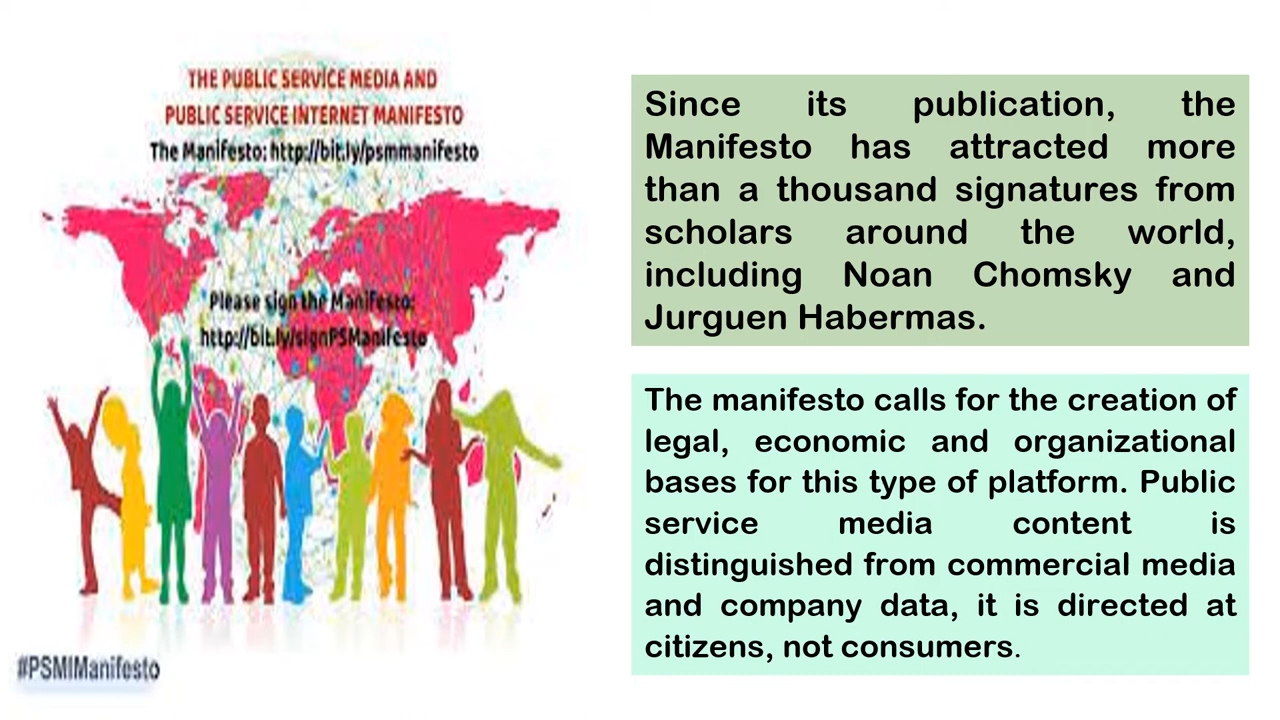 THE PUBLIC SERVICE MEDIA AND
PUBLIC SERVICE INTERNET MANIFESTO
The Manifesto: http://bit.ly/psmmanifesto
Please sign the Manifesto:
http://bit.ly/signPSManifesto
#PSMIManifesto
Since its publication, the
Manifesto has attracted more
than a thousand signatures from
scholars around the world,
including Noan Chomsky and
Jurguen Habermas.
The manifesto calls for the creation of
legal, economic and organizational
bases for this type of platform. Public
service media content is
distinguished from commercial media
and company data, it is directed at
citizens, not consumers.